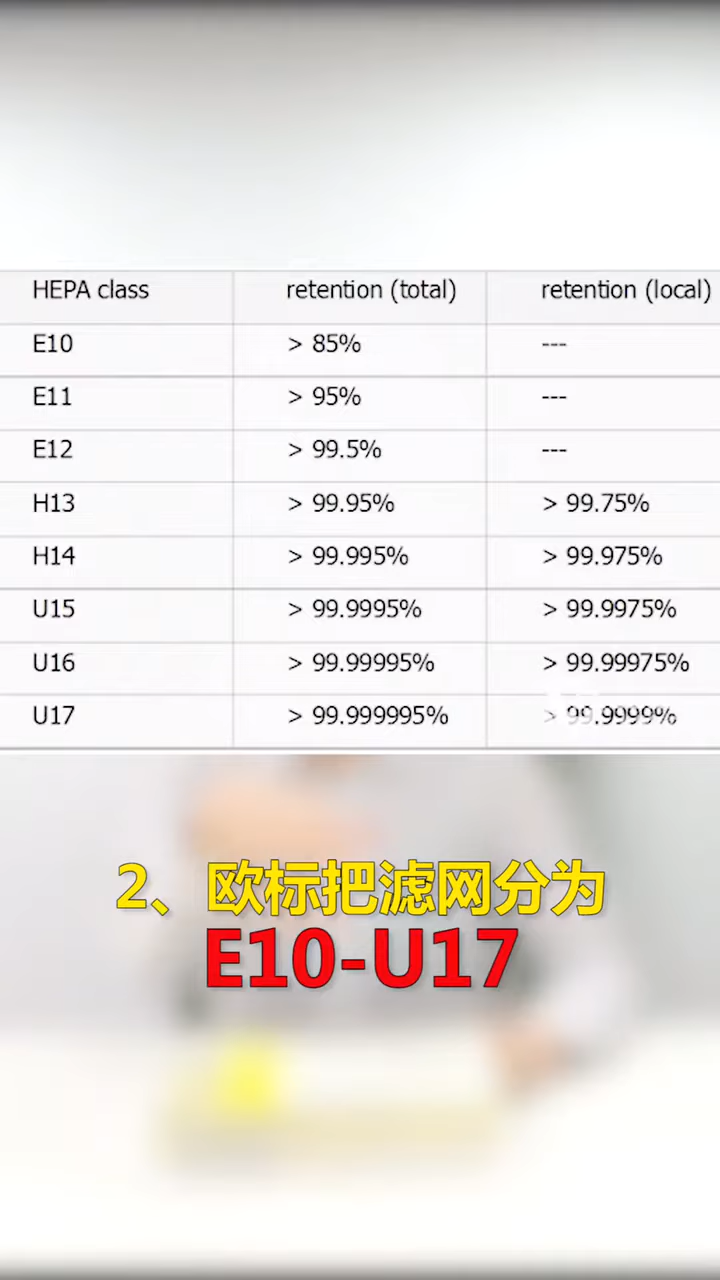 HEPA class retention (total) retention (local)
E10 > 85% ---
E11 > 95% ---
E12 > 99.5% ---
H13 > 99.95% > 99.75%
H14 > 99.995% > 99.975%
U15 > 99.9995% > 99.9975%
U16 > 99.99995% > 99.99975%
U17 > 99.999995% > 99.9999%
2、欧标把滤网分为
E10-U17